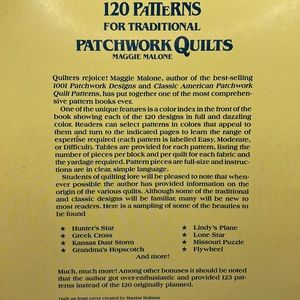 120 PATTERNS
FOR TRADITIONAL
PATCHWORK QUILTS
MAGGIE MALONE
Quilters rejoice! Maggie Malone, author of the best-selling
1001 Patchwork Designs and Classic American Patchwork
Quilt Patterns, has put together one of the most comprehen-
sive pattern books ever.
One of the unique features is a color index in the front of the
book showing each of the 120 designs in full and dazzling
color. Readers can select patterns in colors that appeal to
them and turn to the indicated pages to learn the range of
expertise required each pattern is labelled Easy, Moderate,
or Difficult. Tables are provided for each pattern, listing the
number of pieces per block and per quilt for each fabric and
the yardage required. Pattern pieces are full-size and instruc-
tions are in clear, simple language.
Students of quilting lore will be pleased to note that when-
ever possible the author has provided information on the
origin of the various quilts. Although some of the traditional
and classic designs will be familiar, many will be new to
most readers. Here is a sampling of some of the beauties to
be found
★ Hunter's Star
★ Greek Cross
★ Kansas Dust Storm
★ Grandma's Hopscotch
★ Lindy's Plane
★ Lone Star
★ Missouri Puzzle
★ Flywheel
And more!
Much, much more! Among other bonuses it should be noted
that the author got over-enthusiastic and provided 123 pat-
terns instead of the 120 originally planned.
Quilt on front cover created by Maxine Hobson